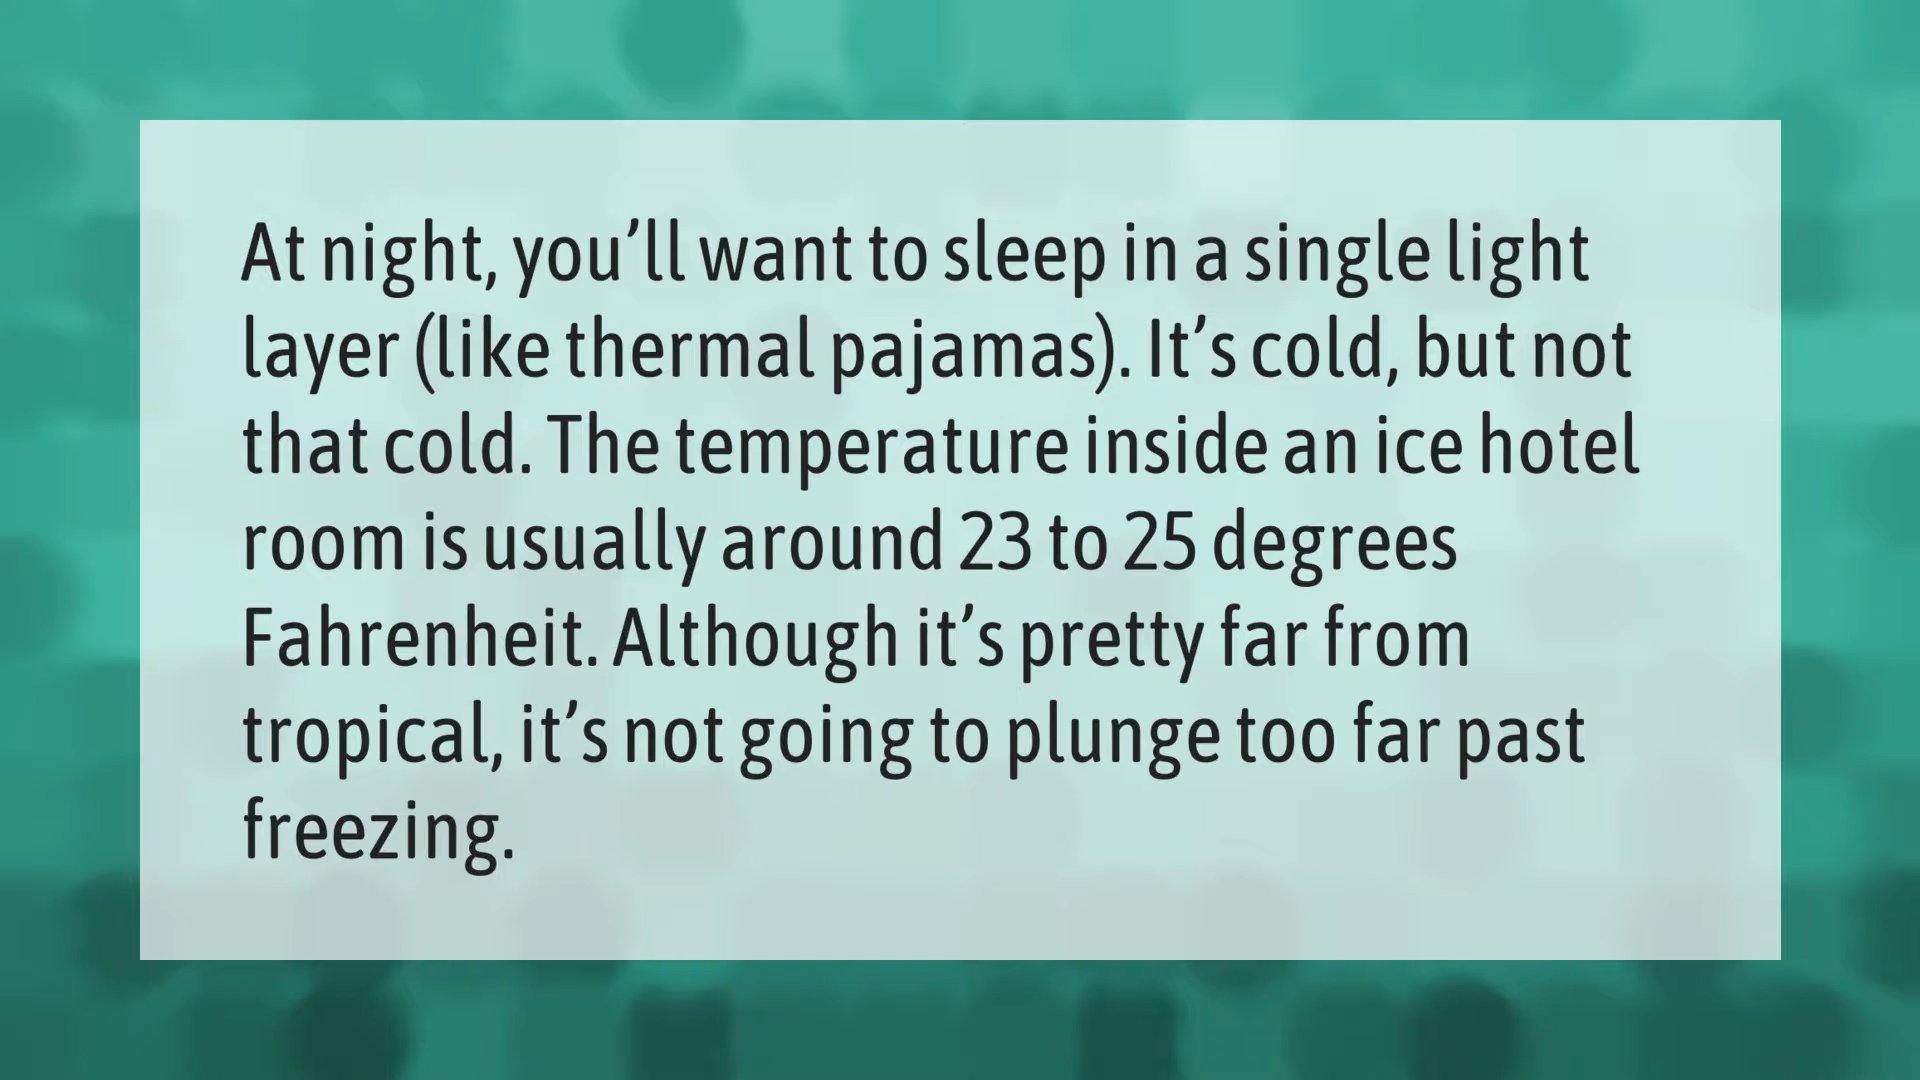 At night, you’ll want to sleep in a single light
layer (like thermal pajamas). It’s cold, but not
that cold. The temperature inside an ice hotel
room is usually around 23 to 25 degrees
Fahrenheit. Although it’s pretty far from
tropical, it’s not going to plunge too far past
freezing.